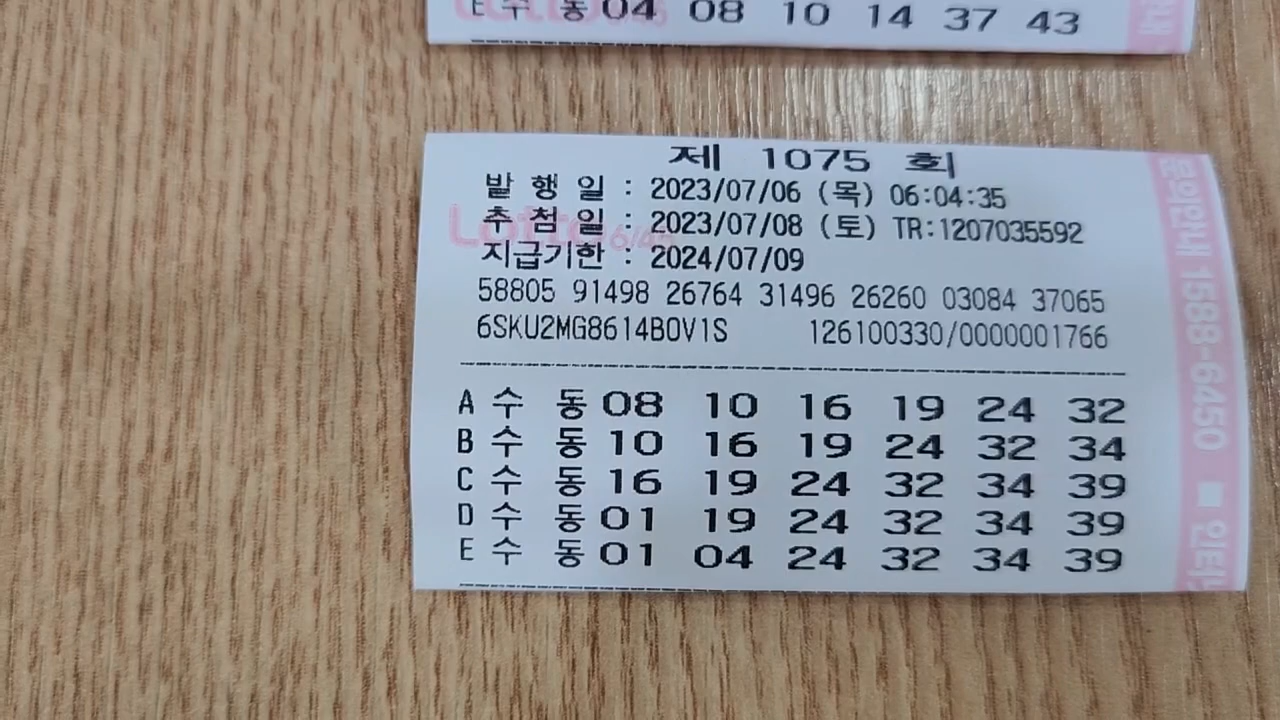 E 수 동 04 08 10 14 37 43
제 1075 회
발 행 일 : 2023/07/06 (목) 06:04:35
추 첨 일 : 2023/07/08 (토) TR:1207035592
지급기한 : 2024/07/09
58805 91498 26764 31496 26260 03084 37065
6SKU2MG8614B0V1S 126100330/0000001766
A 수 동 08 10 16 19 24 32
B 수 동 10 16 19 24 32 34
C 수 동 16 19 24 32 34 39
D 수 동 01 19 24 32 34 39
E 수 동 01 04 24 32 34 39
Lotto 6/45
1588-6450 ■